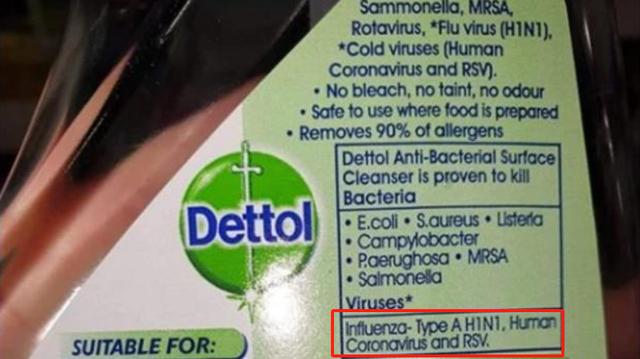 Sammonella, MRSA,
Rotavirus, *Flu virus (H1N1),
*Cold viruses (Human
Coronavirus and RSV).
• No bleach, no taint, no odour
• Safe to use where food is prepared
• Removes 90% of allergens
Dettol Anti-Bacterial Surface
Cleanser is proven to kill
Bacteria
• E.coli • S.aureus • Listeria
• Campylobacter
• P.aerughosa • MRSA
• Salmonella
Viruses*
Influenza- Type A H1N1, Human
Coronavirus and RSV.
Dettol
SUITABLE FOR: